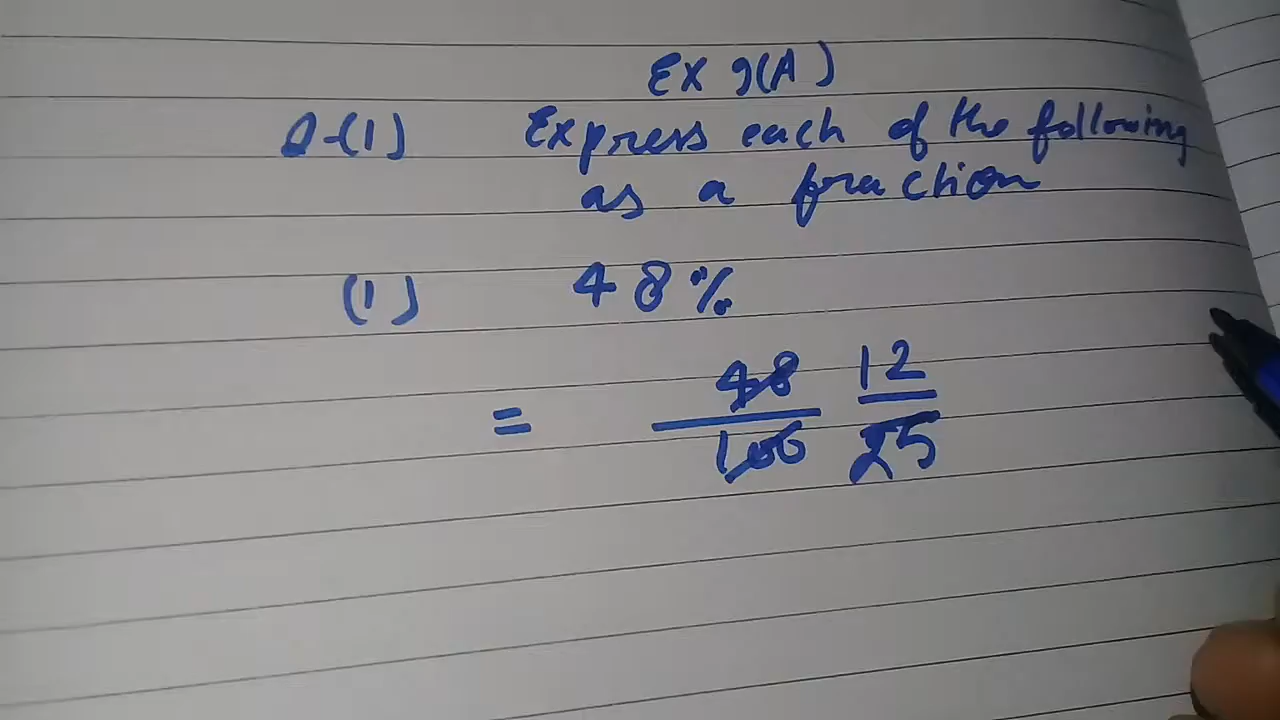 Ex 9(A)
Q-(1) Express each of the following
as a fraction
(1) 48%
= 48/100 12/25